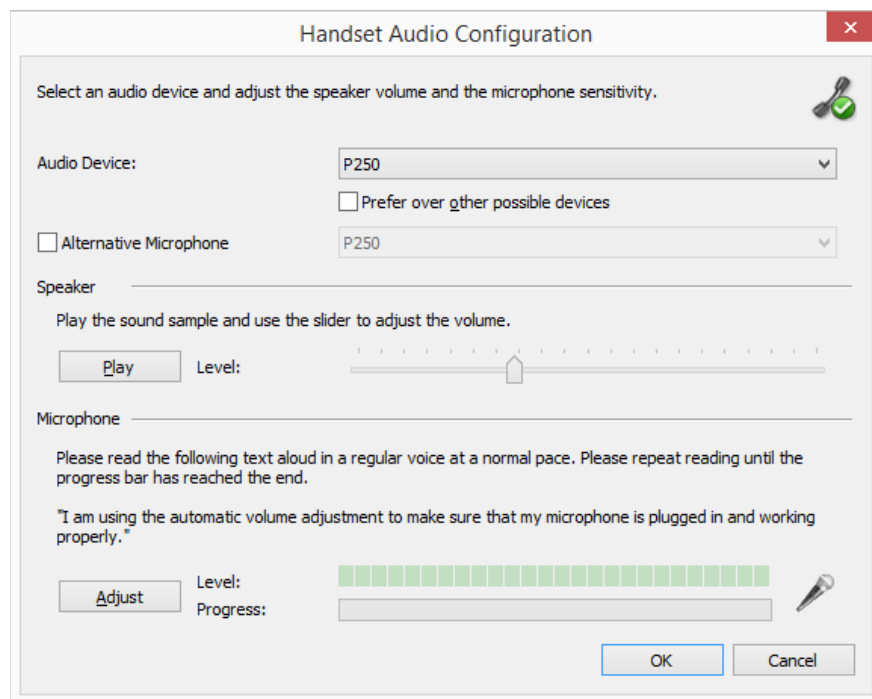 Handset Audio Configuration
Select an audio device and adjust the speaker volume and the microphone sensitivity.
Audio Device:
P250
Prefer over other possible devices
Alternative Microphone
P250
Speaker
Play the sound sample and use the slider to adjust the volume.
Play
Level:
Microphone
Please read the following text aloud in a regular voice at a normal pace. Please repeat reading until the
progress bar has reached the end.
"I am using the automatic volume adjustment to make sure that my microphone is plugged in and working
properly."
Adjust
Level:
Progress:
OK
Cancel